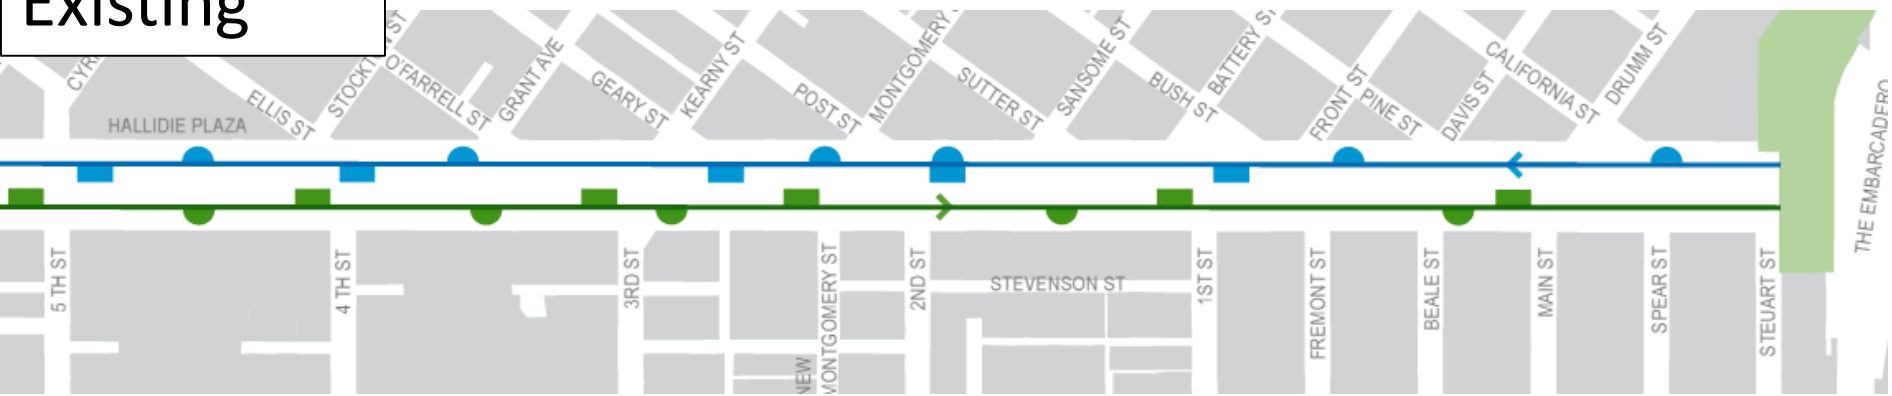 Existing
ELLIS ST
O'FARRELL ST
GRANT AVE
GEARY ST
KEARNY ST
POST ST
MONTGOMERY
SUTTER ST
SANSOME ST
BUSH ST
BATTERY ST
FRONT ST
PINE ST
DAVIS ST
CALIFORNIA ST
DRUMM ST
THE EMBARCADERO
HALLIDIE PLAZA
5 TH ST
4 TH ST
3RD ST
NEW
MONTGOMERY ST
2ND ST
STEVENSON ST
1ST ST
FREMONT ST
BEALE ST
MAIN ST
SPEAR ST
STEUART ST